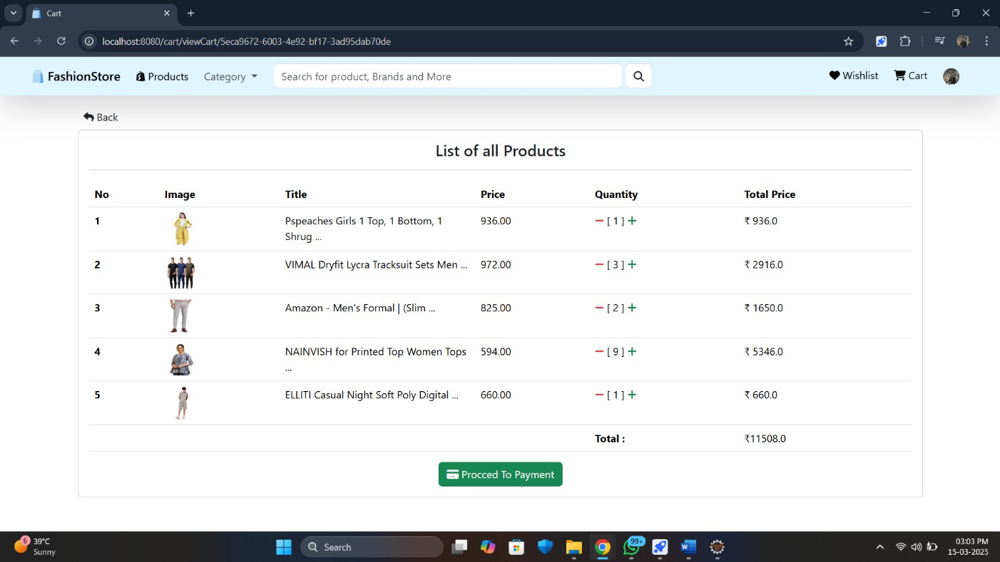 Cart
localhost:8080/cart/viewCart/5eca9672-6003-4e92-bf17-3ad95dab70de
FashionStore Products Category Search for product, Brands and More Wishlist Cart
Back
List of all Products
No Image Title Price Quantity Total Price
1 Pspeaches Girls 1 Top, 1 Bottom, 1 936.00 [ 1 ] ₹ 936.0
Shrug ...
2 VIMAL Dryfit Lycra Tracksuit Sets Men ... 972.00 [ 3 ] ₹ 2916.0
3 Amazon - Men's Formal | (Slim ... 825.00 [ 2 ] ₹ 1650.0
4 NAINVISH for Printed Top Women Tops 594.00 [ 9 ] ₹ 5346.0
...
5 ELLITI Casual Night Soft Poly Digital ... 660.00 [ 1 ] ₹ 660.0
Total : ₹11508.0
Procced To Payment
6 39°C
Sunny
Search
99+
W
03:03 PM
15-03-2025